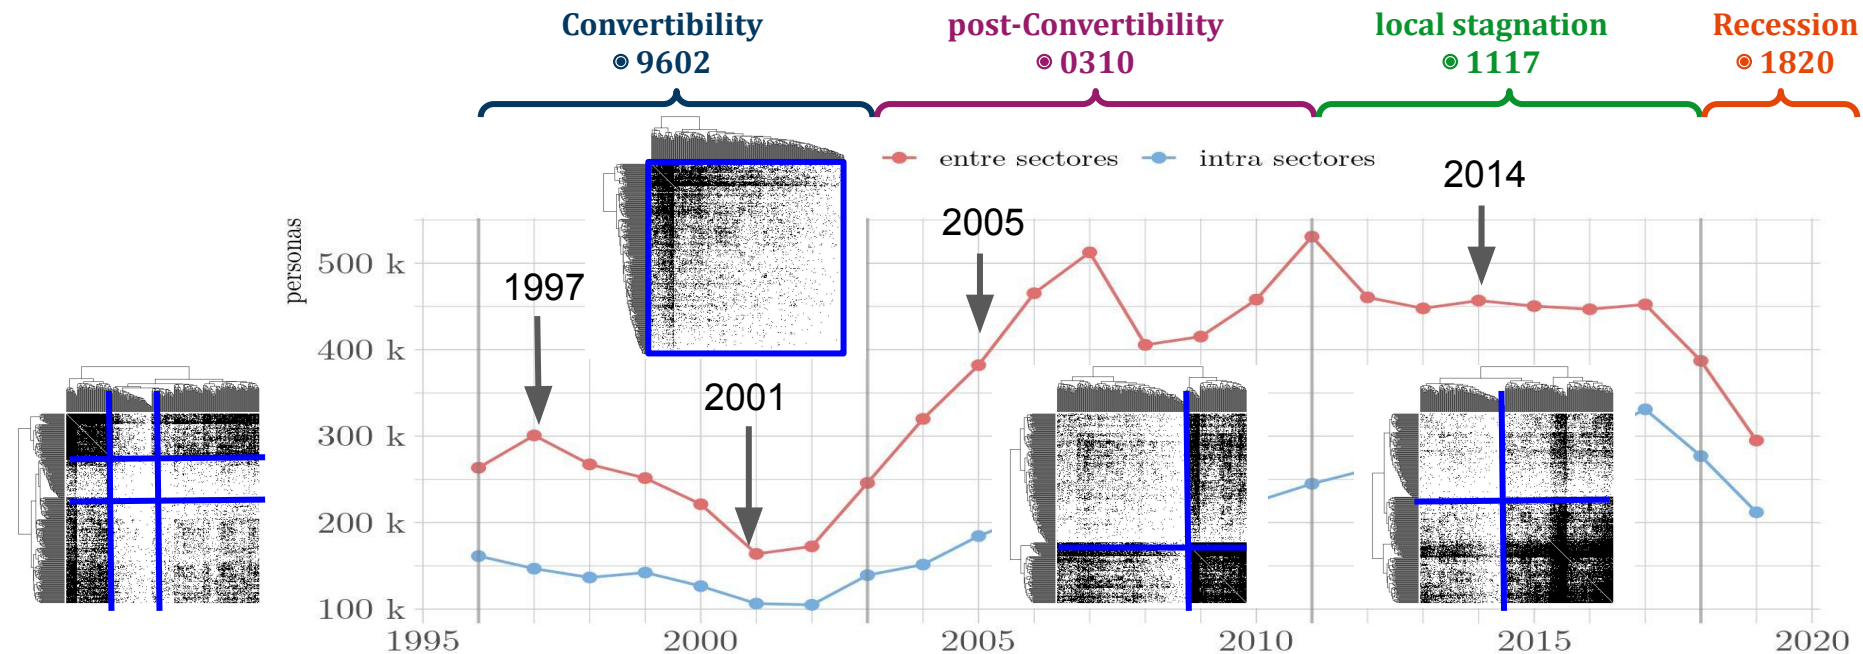 Convertibility
9602
post-Convertibility
0310
local stagnation
1117
Recession
1820
entre sectores
intra sectores
personas
1997
2001
2005
2014
500 k
400 k
300 k
200 k
100 k
1995
2000
2005
2010
2015
2020